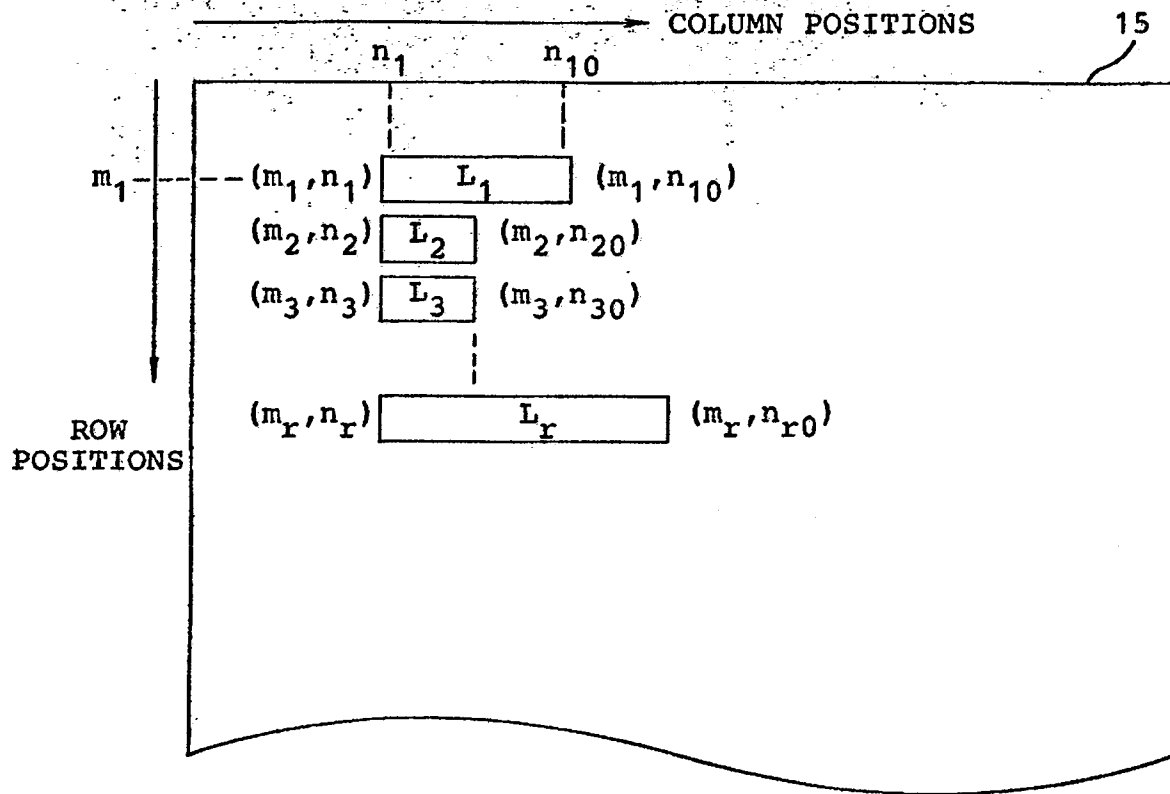 COLUMN POSITIONS 15
n₁ n₁₀
m₁ (m₁,n₁) L₁ (m₁,n₁₀)
(m₂,n₂) L₂ (m₂,n₂₀)
(m₃,n₃) L₃ (m₃,n₃₀)
(mᵣ,nᵣ) Lᵣ (mᵣ,nᵣ₀)
ROW
POSITIONS